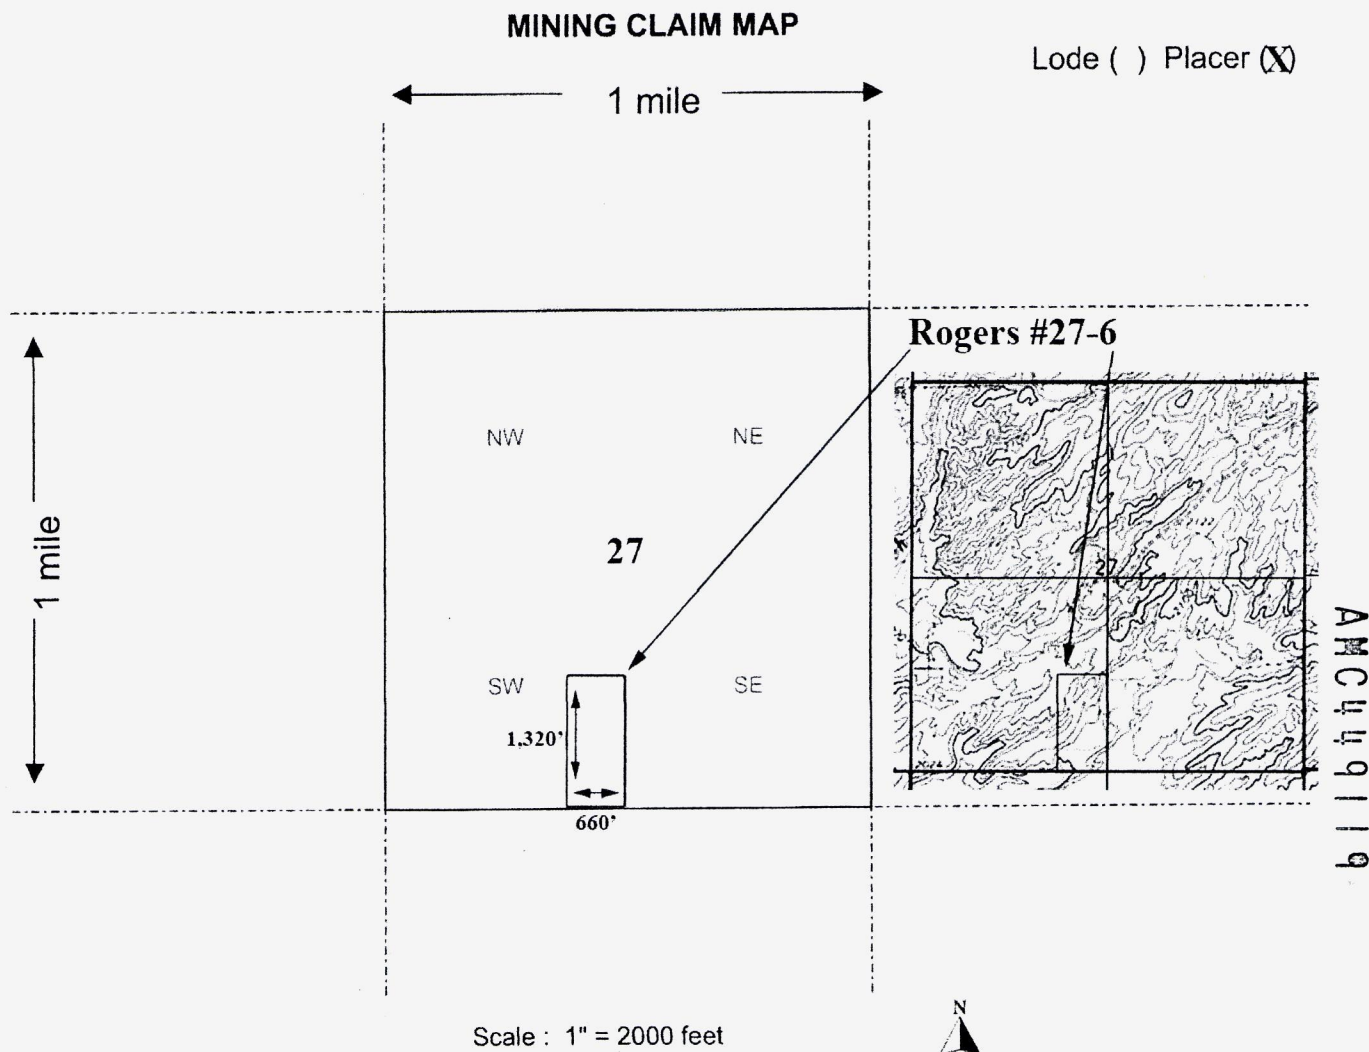 MINING CLAIM MAP
Lode ( ) Placer (X)
1 mile
1 mile
Rogers #27-6
NW
NE
27
SW
SE
1,320'
660'
27
AMC449119
Scale : 1" = 2000 feet
N